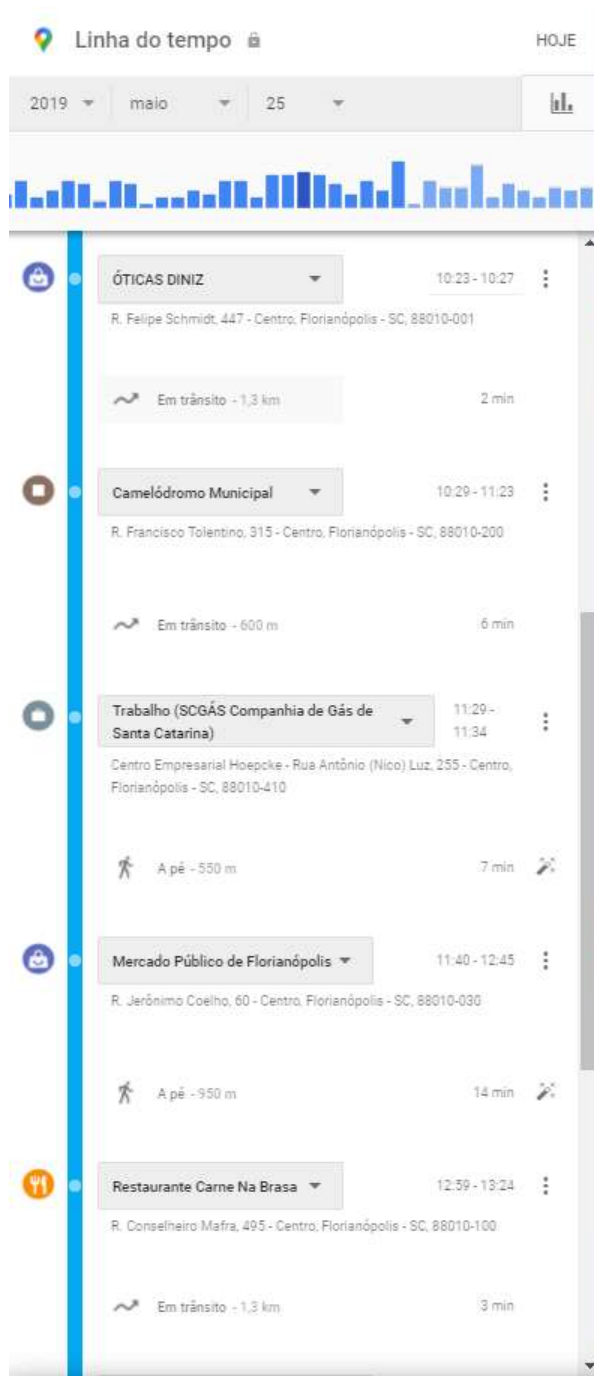 Linha do tempo
HOJE
2019 maio 25
ÓTICAS DINIZ 10:23 - 10:27
R. Felipe Schmidt, 447 - Centro, Florianópolis - SC, 88010-001
Em trânsito - 1,3 km 2 min
Camelódromo Municipal 10:29 - 11:23
R. Francisco Tolentino, 315 - Centro, Florianópolis - SC, 88010-200
Em trânsito - 600 m 6 min
Trabalho (SCGÁS Companhia de Gás de
Santa Catarina)
11:29 -
11:34
Centro Empresarial Hoepcke - Rua Antônio (Nico) Luz, 255 - Centro,
Florianópolis - SC, 88010-410
A pé - 550 m 7 min
Mercado Público de Florianópolis 11:40 - 12:45
R. Jerônimo Coelho, 60 - Centro, Florianópolis - SC, 88010-030
A pé - 950 m 14 min
Restaurante Carne Na Brasa 12:59 - 13:24
R. Conselheiro Mafra, 495 - Centro, Florianópolis - SC, 88010-100
Em trânsito - 1,3 km 3 min